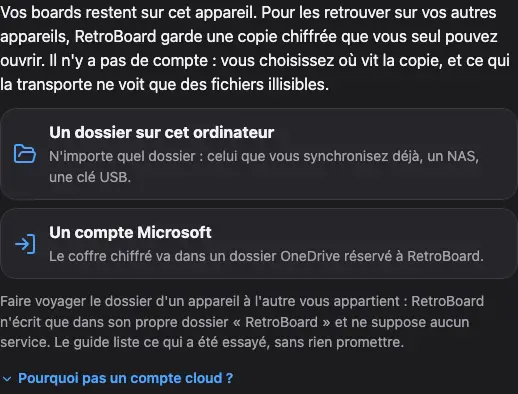 Vos boards restent sur cet appareil. Pour les retrouver sur vos autres
appareils, RetroBoard garde une copie chiffrée que vous seul pouvez
ouvrir. Il n'y a pas de compte : vous choisissez où vit la copie, et ce qui
la transporte ne voit que des fichiers illisibles.
Un dossier sur cet ordinateur
N'importe quel dossier : celui que vous synchronisez déjà, un NAS,
une clé USB.
Un compte Microsoft
Le coffre chiffré va dans un dossier OneDrive réservé à RetroBoard.
Faire voyager le dossier d'un appareil à l'autre vous appartient : RetroBoard
n'écrit que dans son propre dossier « RetroBoard » et ne suppose aucun
service. Le guide liste ce qui a été essayé, sans rien promettre.
Pourquoi pas un compte cloud ?